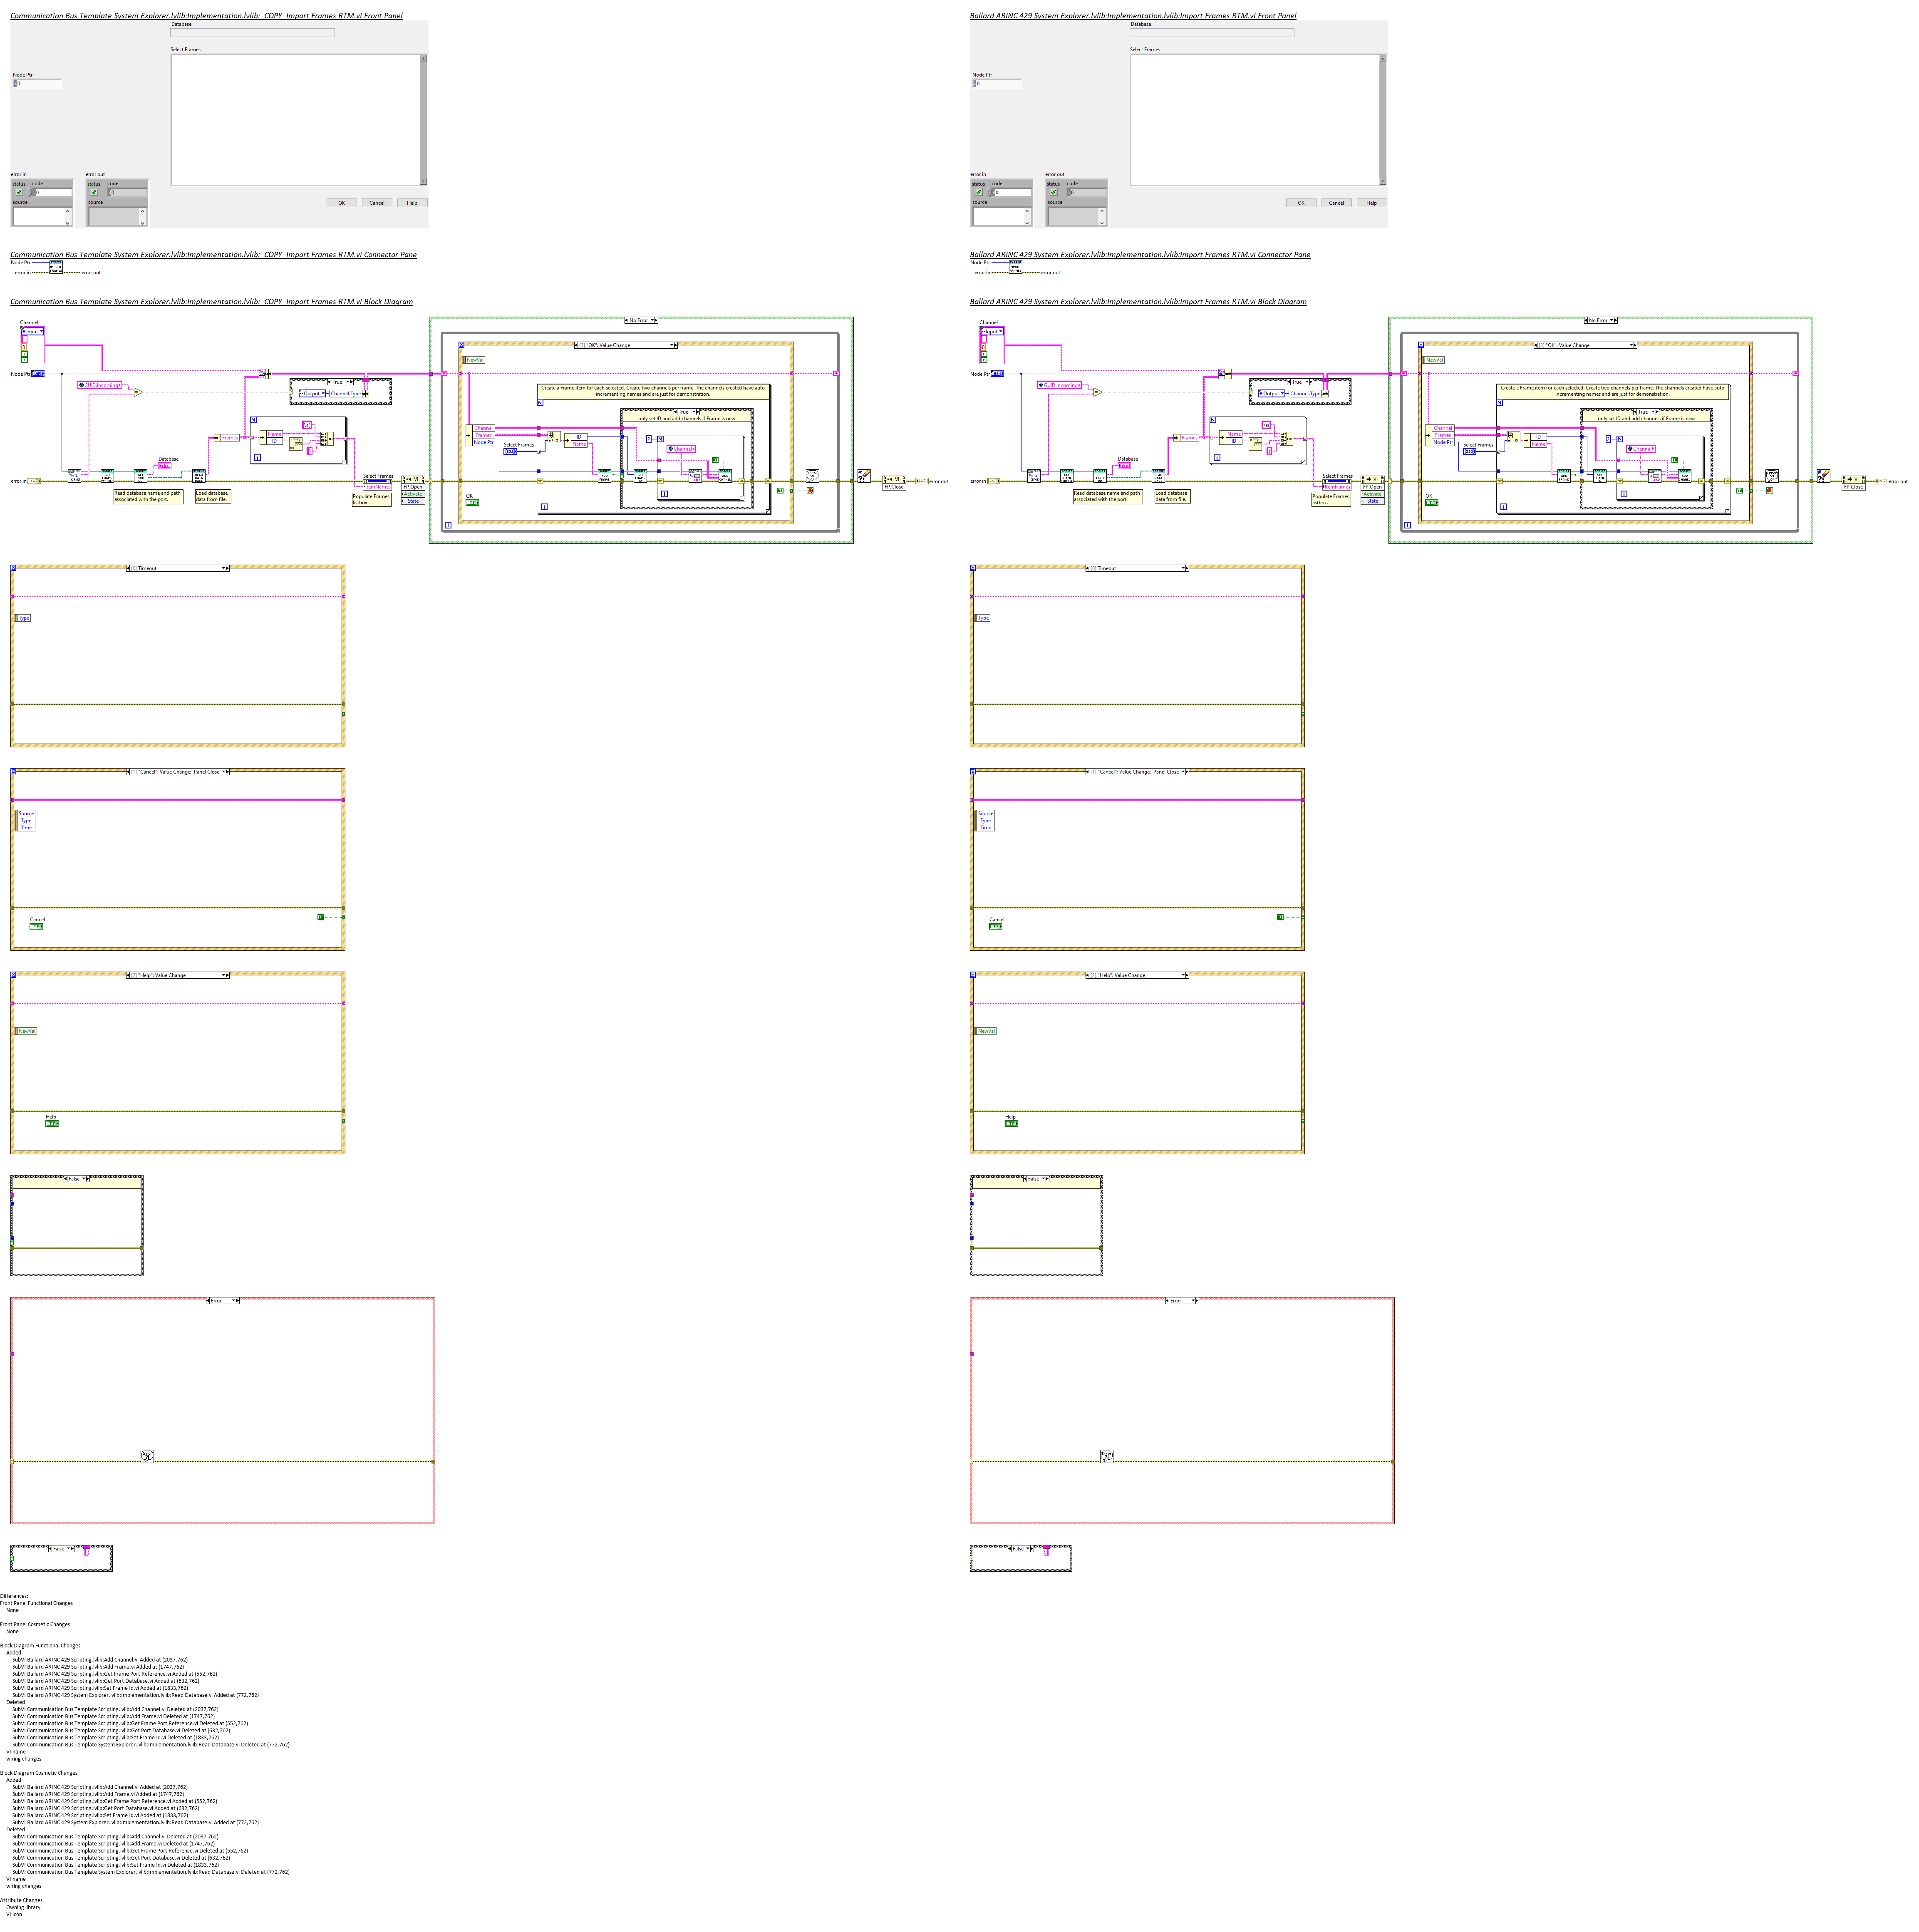 Communication Bus Template System Explorer.lvlib:Implementation.lvlib:  COPY  Import Frames RTM.vi Front Panel
Database
Select Frames
Node Ptr
0
error in
status code
0
source
error out
status code
0
source
OK Cancel Help
Communication Bus Template System Explorer.lvlib:Implementation.lvlib:  COPY  Import Frames RTM.vi Connector Pane
Node Ptr
error in
error out
Communication Bus Template System Explorer.lvlib:Implementation.lvlib:  COPY  Import Frames RTM.vi Block Diagram
Channel
Input
Node Ptr
GUID.Incoming
True
Output
Channel.Type
Frames
Name
ID
Database
error in
Read database name and path
associated with the port.
Load database
data from file.
Select Frames
ItemNames
Populate Frames
listbox.
VI
FP.Open
Activate
State
No Error
[3] "OK": Value Change
NewVal
Create a Frame item for each selected. Create two channels per frame. The channels created have auto
incrementing names and are just for demonstration.
True
only set ID and add channels if Frame is new
Channel
Frames
Node Ptr
Select Frames
ID
Name
Channel
OK
VI
FP.Close
error out
[0] Timeout
Type
[1] "Cancel": Value Change;  Panel Close
Source
Type
Time
Cancel
[2] "Help": Value Change
NewVal
Help
False
Error
False
Ballard ARINC 429 System Explorer.lvlib:Implementation.lvlib:Import Frames RTM.vi Front Panel
Database
Select Frames
Node Ptr
0
error in
status code
0
source
error out
status code
0
source
OK Cancel Help
Ballard ARINC 429 System Explorer.lvlib:Implementation.lvlib:Import Frames RTM.vi Connector Pane
Node Ptr
error in
error out
Ballard ARINC 429 System Explorer.lvlib:Implementation.lvlib:Import Frames RTM.vi Block Diagram
Channel
Input
Node Ptr
GUID.Incoming
True
Output
Channel.Type
Frames
Name
ID
Database
error in
Read database name and path
associated with the port.
Load database
data from file.
Select Frames
ItemNames
Populate Frames
listbox.
VI
FP.Open
Activate
State
No Error
[3] "OK": Value Change
NewVal
Create a Frame item for each selected. Create two channels per frame. The channels created have auto
incrementing names and are just for demonstration.
True
only set ID and add channels if Frame is new
Channel
Frames
Node Ptr
Select Frames
ID
Name
Channel
OK
VI
FP.Close
error out
[0] Timeout
Type
[1] "Cancel": Value Change;  Panel Close
Source
Type
Time
Cancel
[2] "Help": Value Change
NewVal
Help
False
Error
False
Differences:
Front Panel Functional Changes
None
Front Panel Cosmetic Changes
None
Block Diagram Functional Changes
Added
SubVI Ballard ARINC 429 Scripting.lvlib:Add Channel.vi Added at (2037,762)
SubVI Ballard ARINC 429 Scripting.lvlib:Add Frame.vi Added at (1747,762)
SubVI Ballard ARINC 429 Scripting.lvlib:Get Frame Port Reference.vi Added at (552,762)
SubVI Ballard ARINC 429 Scripting.lvlib:Get Port Database.vi Added at (632,762)
SubVI Ballard ARINC 429 Scripting.lvlib:Set Frame Id.vi Added at (1833,762)
SubVI Ballard ARINC 429 System Explorer.lvlib:Implementation.lvlib:Read Database.vi Added at (772,762)
Deleted
SubVI Communication Bus Template Scripting.lvlib:Add Channel.vi Deleted at (2037,762)
SubVI Communication Bus Template Scripting.lvlib:Add Frame.vi Deleted at (1747,762)
SubVI Communication Bus Template Scripting.lvlib:Get Frame Port Reference.vi Deleted at (552,762)
SubVI Communication Bus Template Scripting.lvlib:Get Port Database.vi Deleted at (632,762)
SubVI Communication Bus Template Scripting.lvlib:Set Frame Id.vi Deleted at (1833,762)
SubVI Communication Bus Template System Explorer.lvlib:Implementation.lvlib:Read Database.vi Deleted at (772,762)
VI name
wiring changes
Block Diagram Cosmetic Changes
Added
SubVI Ballard ARINC 429 Scripting.lvlib:Add Channel.vi Added at (2037,762)
SubVI Ballard ARINC 429 Scripting.lvlib:Add Frame.vi Added at (1747,762)
SubVI Ballard ARINC 429 Scripting.lvlib:Get Frame Port Reference.vi Added at (552,762)
SubVI Ballard ARINC 429 Scripting.lvlib:Get Port Database.vi Added at (632,762)
SubVI Ballard ARINC 429 Scripting.lvlib:Set Frame Id.vi Added at (1833,762)
SubVI Ballard ARINC 429 System Explorer.lvlib:Implementation.lvlib:Read Database.vi Added at (772,762)
Deleted
SubVI Communication Bus Template Scripting.lvlib:Add Channel.vi Deleted at (2037,762)
SubVI Communication Bus Template Scripting.lvlib:Add Frame.vi Deleted at (1747,762)
SubVI Communication Bus Template Scripting.lvlib:Get Frame Port Reference.vi Deleted at (552,762)
SubVI Communication Bus Template Scripting.lvlib:Get Port Database.vi Deleted at (632,762)
SubVI Communication Bus Template Scripting.lvlib:Set Frame Id.vi Deleted at (1833,762)
SubVI Communication Bus Template System Explorer.lvlib:Implementation.lvlib:Read Database.vi Deleted at (772,762)
VI name
wiring changes
Attribute Changes
Owning library
VI icon